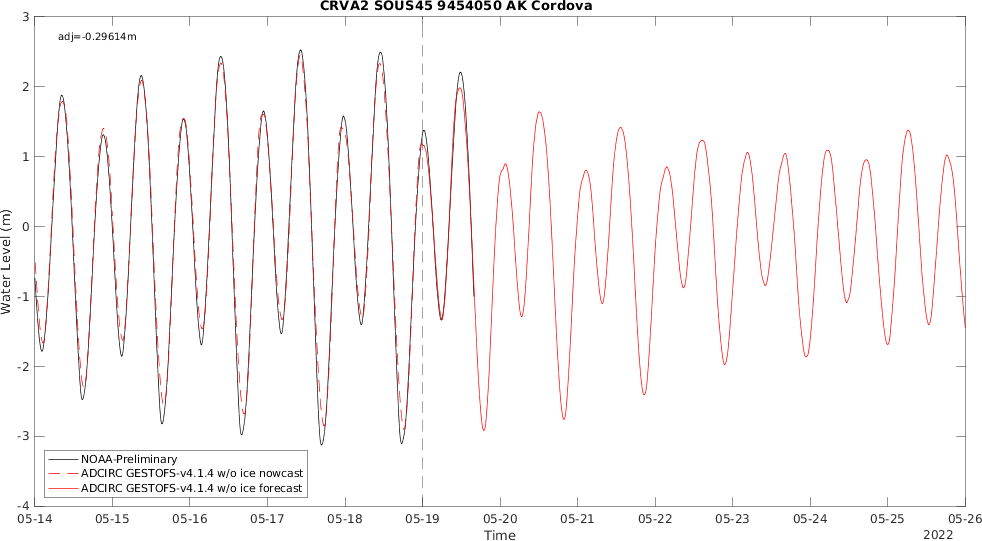 CRVA2 SOUS45 9454050 AK Cordova
adj=-0.29614m
3
2
1
0
-1
-2
-3
-4
Water Level (m)
NOAA-Preliminary
ADCIRC GESTOFS-v4.1.4 w/o ice nowcast
ADCIRC GESTOFS-v4.1.4 w/o ice forecast
05-14 05-15 05-16 05-17 05-18 05-19 05-20 05-21 05-22 05-23 05-24 05-25 05-26
Time
2022